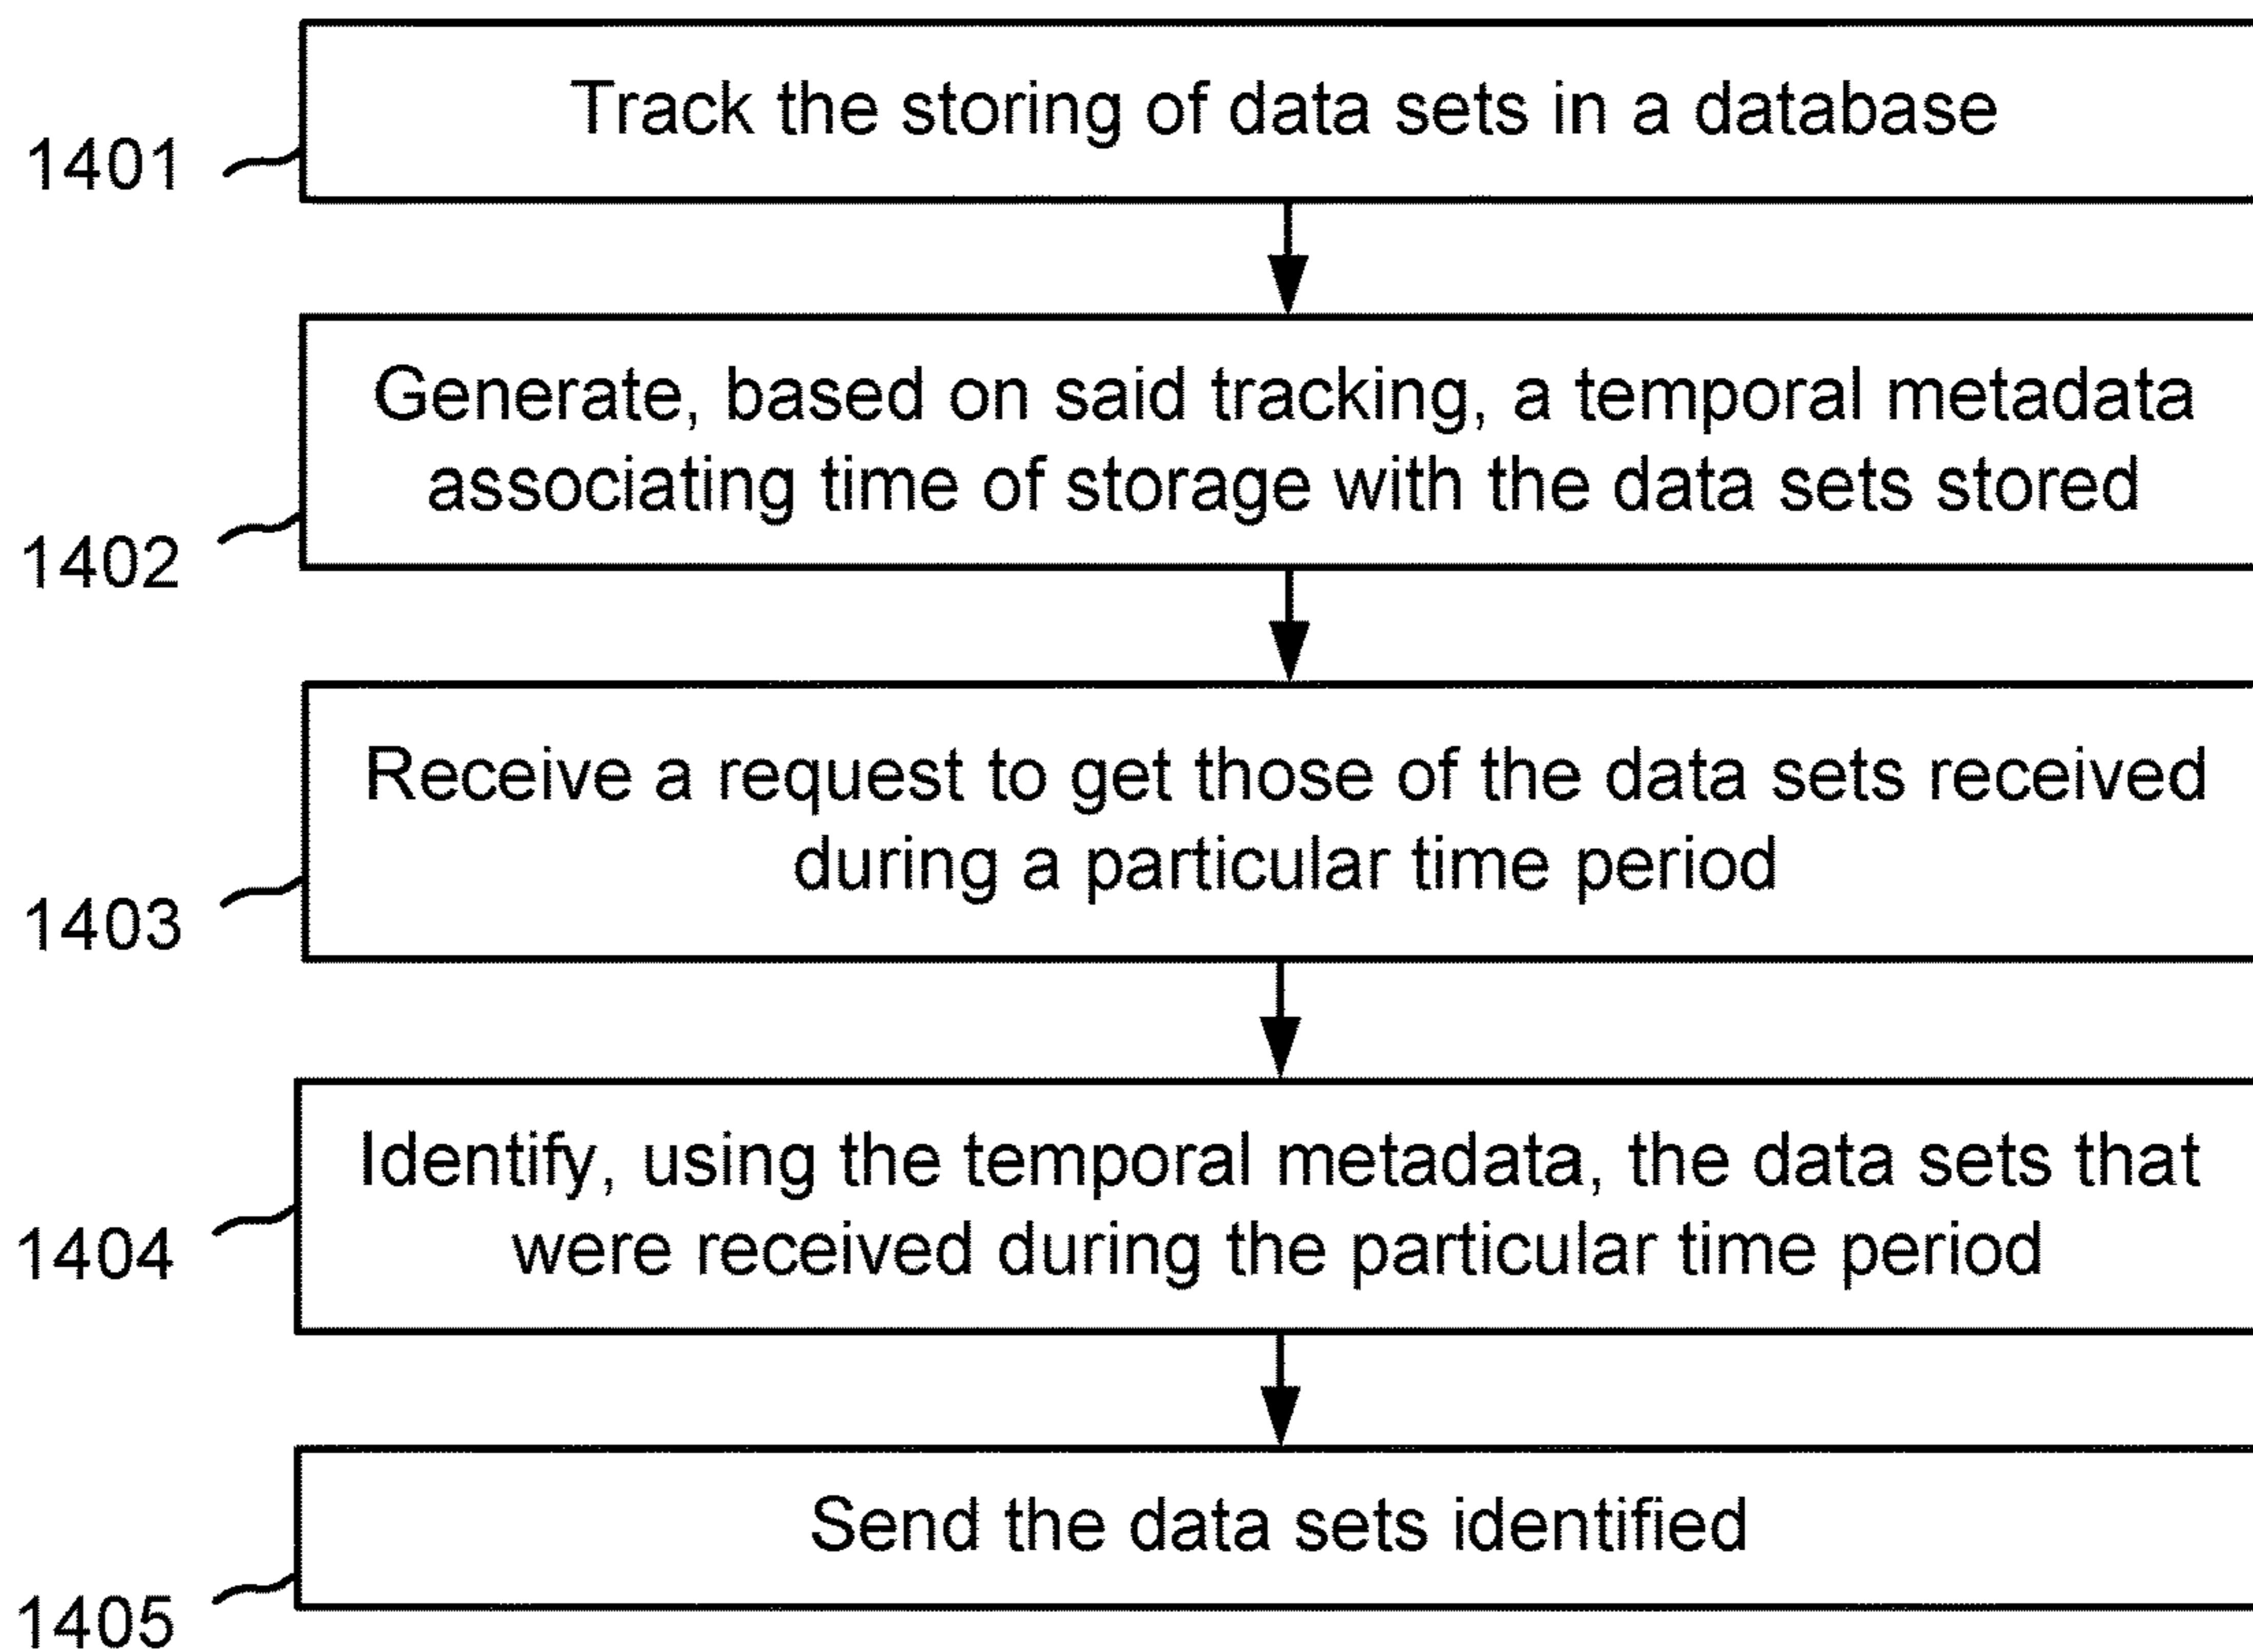 Track the storing of data sets in a database
1401
Generate, based on said tracking, a temporal metadata
associating time of storage with the data sets stored
1402
Receive a request to get those of the data sets received
during a particular time period
1403
Identify, using the temporal metadata, the data sets that
were received during the particular time period
1404
Send the data sets identified
1405